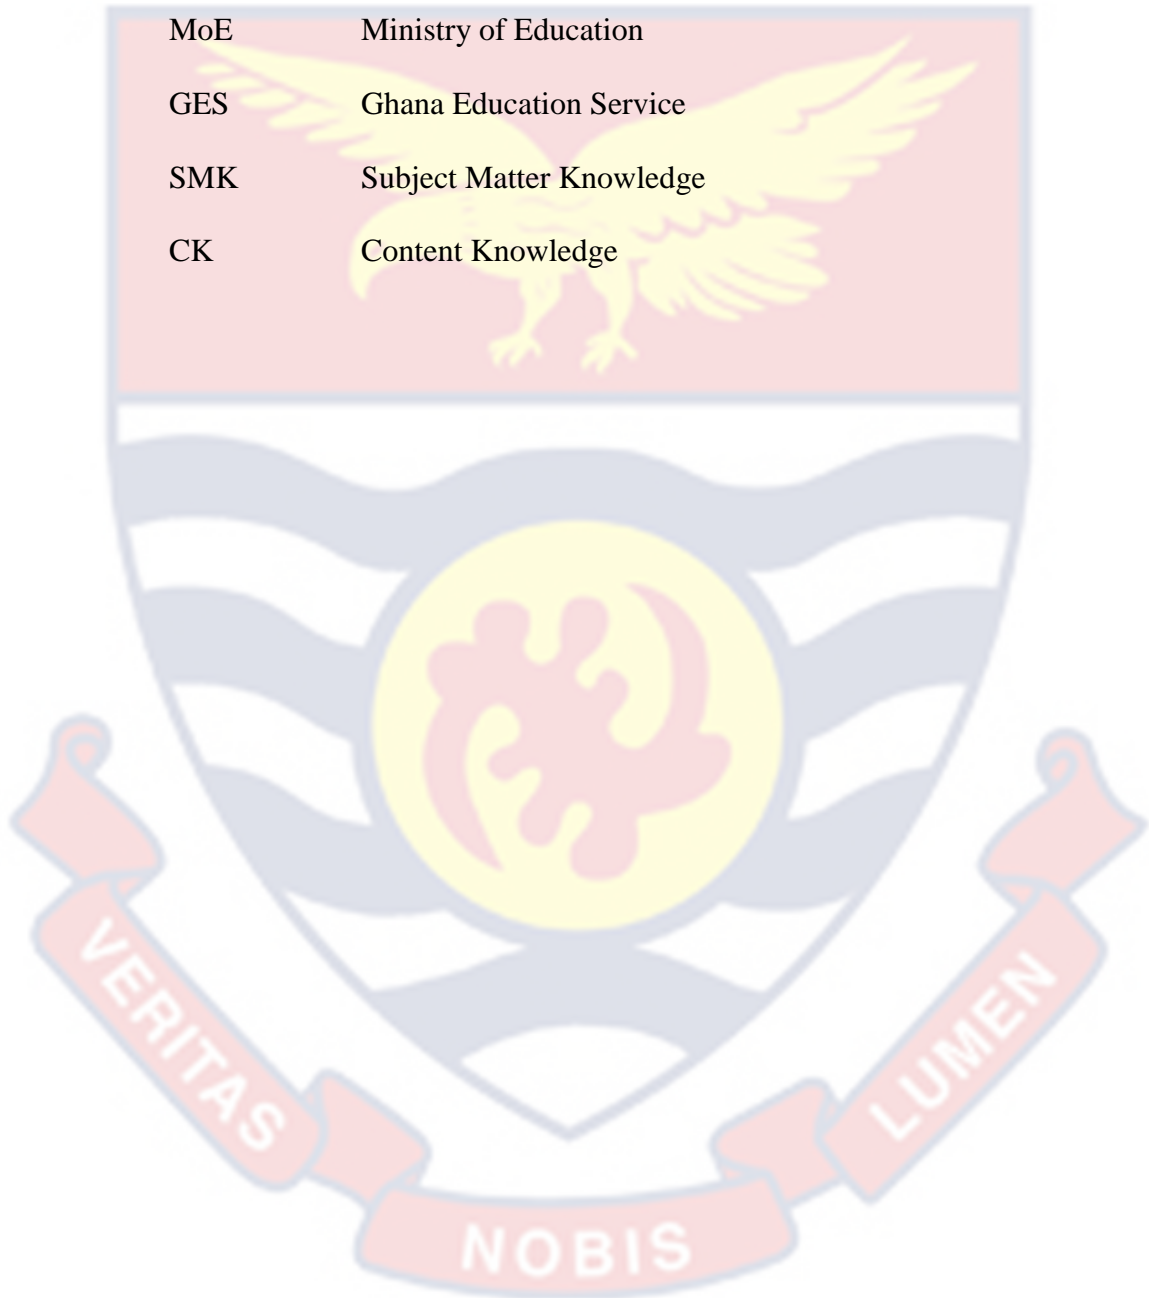 MoE Ministry of Education
GES Ghana Education Service
SMK Subject Matter Knowledge
CK Content Knowledge
VERITAS NOBIS LUMEN